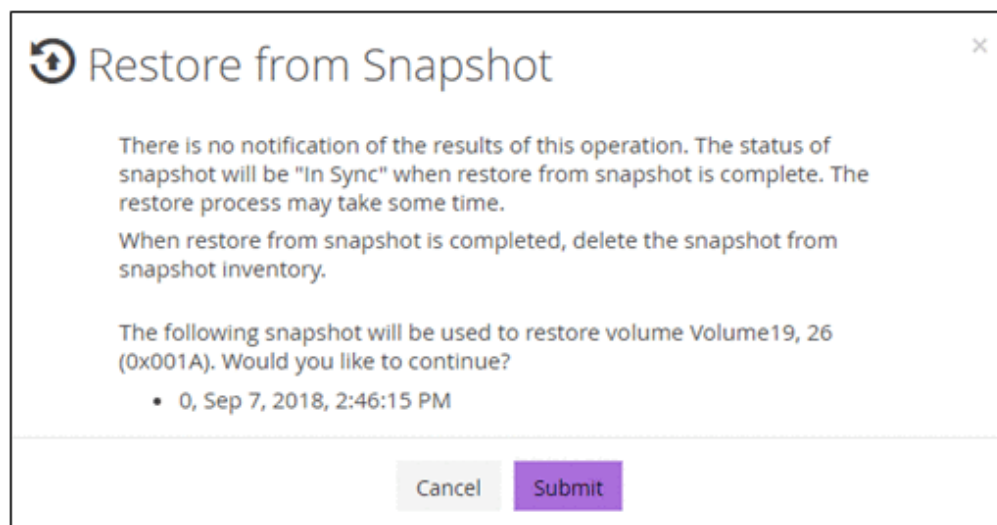 Restore from Snapshot
×
There is no notification of the results of this operation. The status of
snapshot will be "In Sync" when restore from snapshot is complete. The
restore process may take some time.
When restore from snapshot is completed, delete the snapshot from
snapshot inventory.
The following snapshot will be used to restore volume Volume19, 26
(0x001A). Would you like to continue?
• 0, Sep 7, 2018, 2:46:15 PM
Cancel Submit